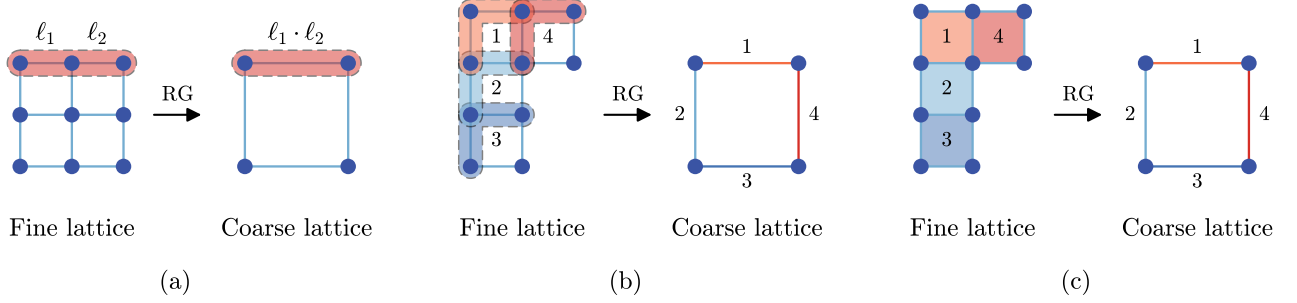 ℓ₁ ℓ₂
RG
ℓ₁ · ℓ₂
Fine lattice
Coarse lattice
(a)
1
4
2
3
RG
1
2
4
3
Fine lattice
Coarse lattice
(b)
1
4
2
3
RG
1
2
4
3
Fine lattice
Coarse lattice
(c)